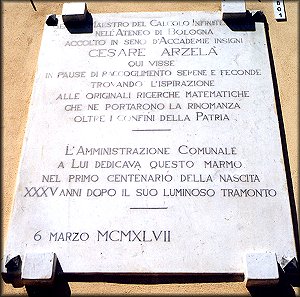 MAESTRO DEL CALCOLO INFINITE
NELL'ATENEO DI BOLOGNA
ACCOLTO IN SENO D'ACCADEMIE INSIGNI
CESARE ARZELÀ
QUI VISSE
IN PAUSE DI RACCOGLIMENTO SERENE E FECONDE
TROVANDO L'ISPIRAZIONE
ALLE ORIGINALI RICERCHE MATEMATICHE
CHE NE PORTARONO LA RINOMANZA
OLTRE I CONFINI DELLA PATRIA
L'AMMINISTRAZIONE COMUNALE
A LUI DEDICAVA QUESTO MARMO
NEL PRIMO CENTENARIO DELLA NASCITA
XXXV ANNI DOPO IL SUO LUMINOSO TRAMONTO
6 MARZO MCMXLVII